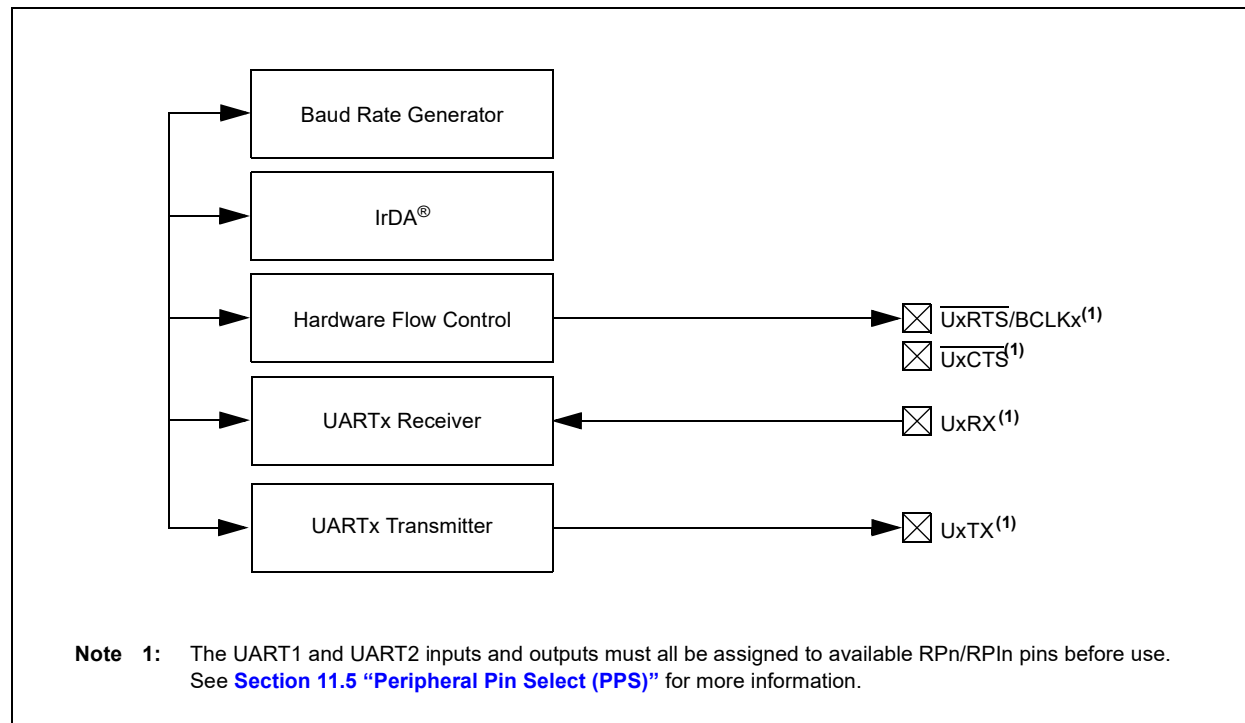 Baud Rate Generator
IrDA®
Hardware Flow Control
UxRTS/BCLKx(1)
UxCTS(1)
UARTx Receiver
UxRX(1)
UARTx Transmitter
UxTX(1)
Note 1: The UART1 and UART2 inputs and outputs must all be assigned to available RPn/RPIn pins before use.
See Section 11.5 “Peripheral Pin Select (PPS)” for more information.